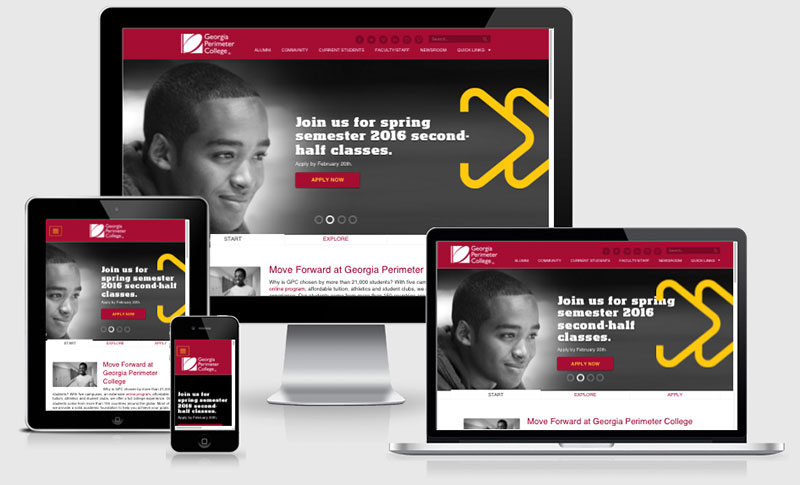 Georgia
Perimeter
College
Search...
ALUMNI COMMUNITY CURRENT STUDENTS FACULTY/STAFF NEWSROOM QUICK LINKS
Join us for spring
semester 2016 second-
half classes.
Apply by February 26th.
APPLY NOW
START EXPLORE
Move Forward at Georgia Perimeter
Why is GPC chosen by more than 21,000 students? With five cam
online program, affordable tuition, athletics and student clubs, we
Georgia
Perimeter
College
Join us for
spring semester
2016 second-half
classes.
APPLY NOW
START EXPLORE APPLY
Move Forward at
Georgia Perimeter
College
Why is GPC chosen by more than 21,
students? With five campuses, an extensive online program, affordable
tuition, athletics and student clubs, we offer a full college experience. Our
students come from more than 160 countries around the globe. Most of
we provide a solid academic foundation to help you achieve your goals.
Georgia
Perimeter
College
Join us for spring
semester 2016
second-half classes.
Apply by February 26th.
Georgia
Perimeter
College
Search...
ALUMNI COMMUNITY CURRENT STUDENTS FACULTY/STAFF NEWSROOM QUICK LINKS
Join us for spring
semester 2016
second-half
classes.
Apply by February 26th.
APPLY NOW
START EXPLORE APPLY
Move Forward at Georgia Perimeter College